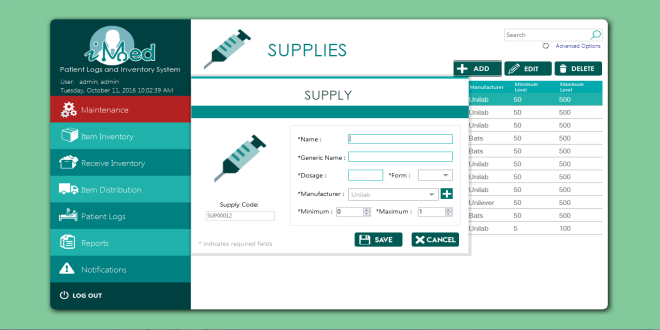 iMed
Patient Logs and Inventory System
User: admin, admin
Tuesday, October 11, 2016 10:02:39 AM
Maintenance
Item Inventory
Receive Inventory
Item Distribution
Patient Logs
Reports
Notifications
LOG OUT
SUPPLIES
Search
Advanced Options
ADD
EDIT
DELETE
Manufacturer Minimum Level Maximum Level
Unilab 50 500
Unilab 50 500
Unilab 50 500
Bats 50 500
Bats 50 500
Unilab 50 500
Unilab 50 500
Unilab 50 500
Unilever 50 500
Bats 50 500
Unilab 5 100
SUPPLY
*Name :
*Generic Name :
*Dosage : *Form :
*Manufacturer : Unilab
*Minimum : 0 *Maximum : 1
Supply Code:
SUP00012
* indicates required fields
SAVE
CANCEL